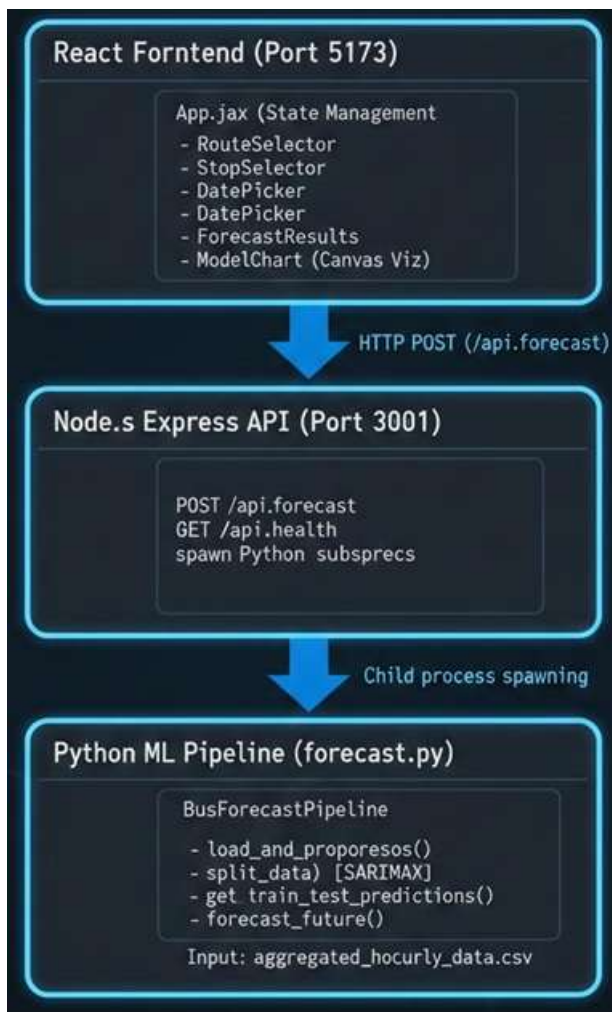 React Forntend (Port 5173)
App.jax (State Management
- RouteSelector
- StopSelector
- DatePicker
- DatePicker
- ForecastResults
- ModelChart (Canvas Viz)
HTTP POST (/api.forecast)
Node.s Express API (Port 3001)
POST /api.forecast
GET /api.health
spawn Python subsprecs
Child process spawning
Python ML Pipeline (forecast.py)
BusForecastPipeline
- load_and_proporesos()
- split_data) [SARIMAX]
- get train_test_predictions()
- forecast_future()
Input: aggregated_hocurly_data.csv